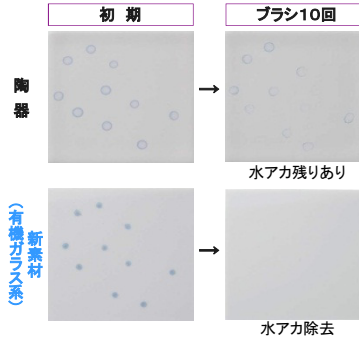 初 期
ブラシ10回
陶器
水アカ残りあり
新素材
(有機ガラス系)
水アカ除去